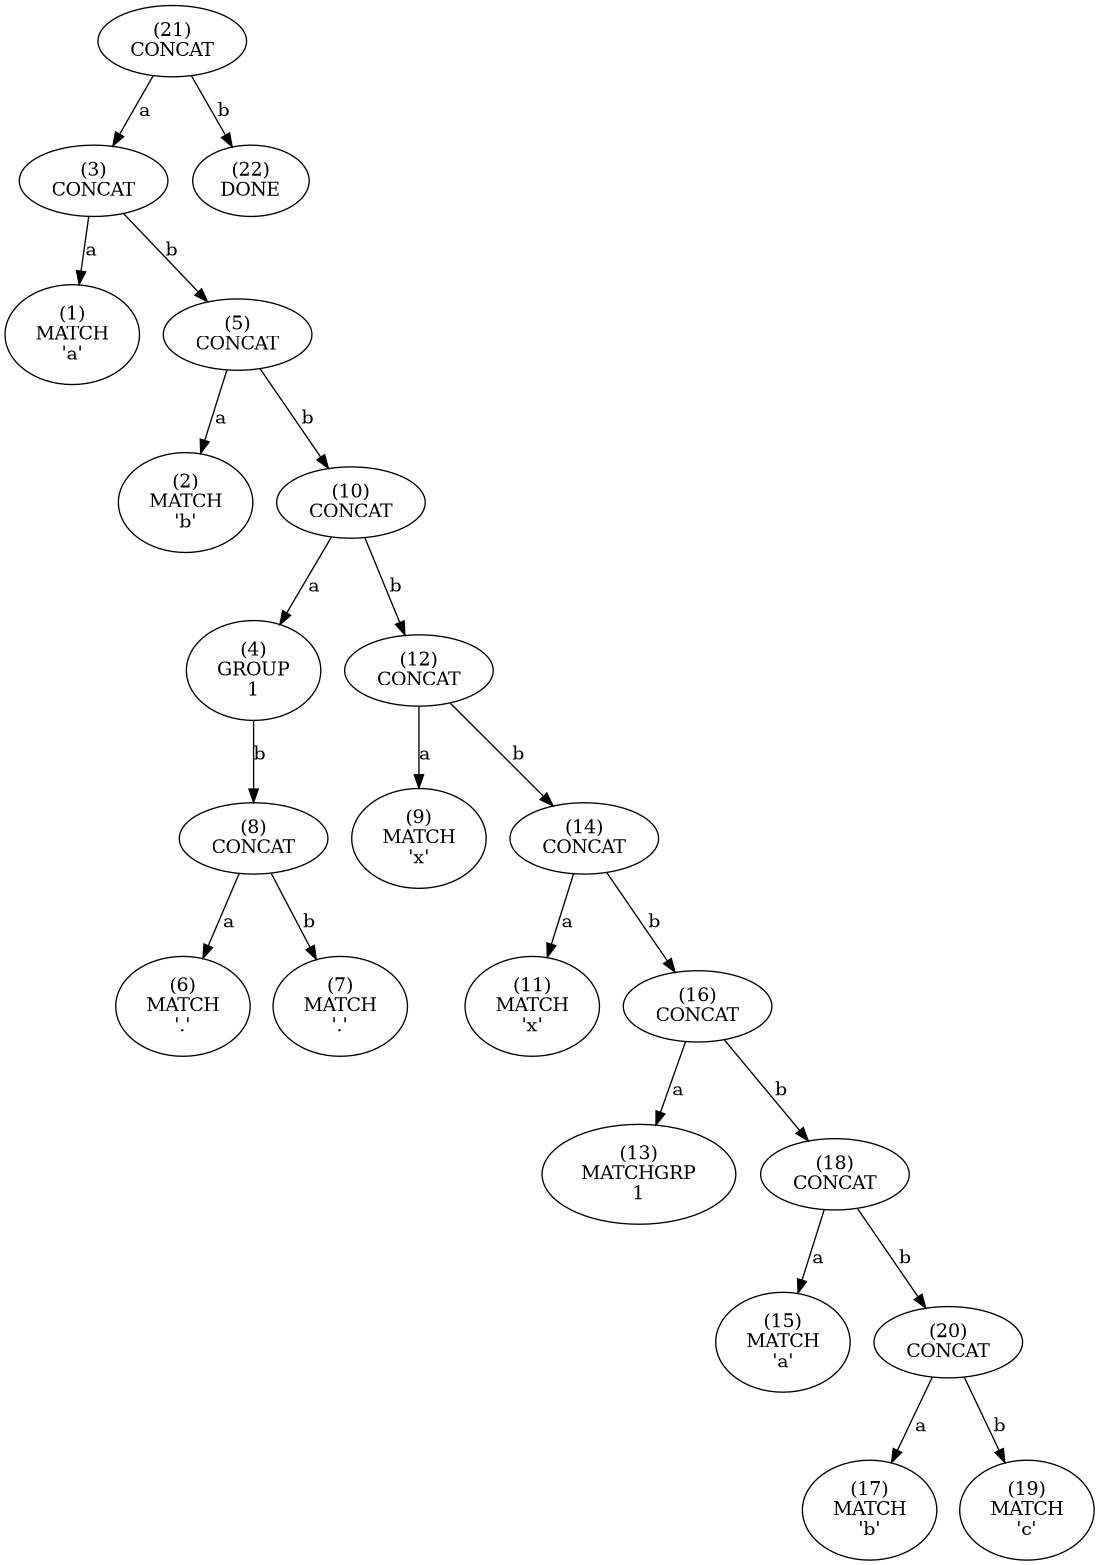 (21)
CONCAT
a
b
(3)
CONCAT
(22)
DONE
a
b
(1)
MATCH
'a'
(5)
CONCAT
a
b
(2)
MATCH
'b'
(10)
CONCAT
a
b
(4)
GROUP
1
(12)
CONCAT
b
a
b
(8)
CONCAT
(9)
MATCH
'x'
(14)
CONCAT
a
b
a
b
(6)
MATCH
'.'
(7)
MATCH
'.'
(11)
MATCH
'x'
(16)
CONCAT
a
b
(13)
MATCHGRP
1
(18)
CONCAT
a
b
(15)
MATCH
'a'
(20)
CONCAT
a
b
(17)
MATCH
'b'
(19)
MATCH
'c'